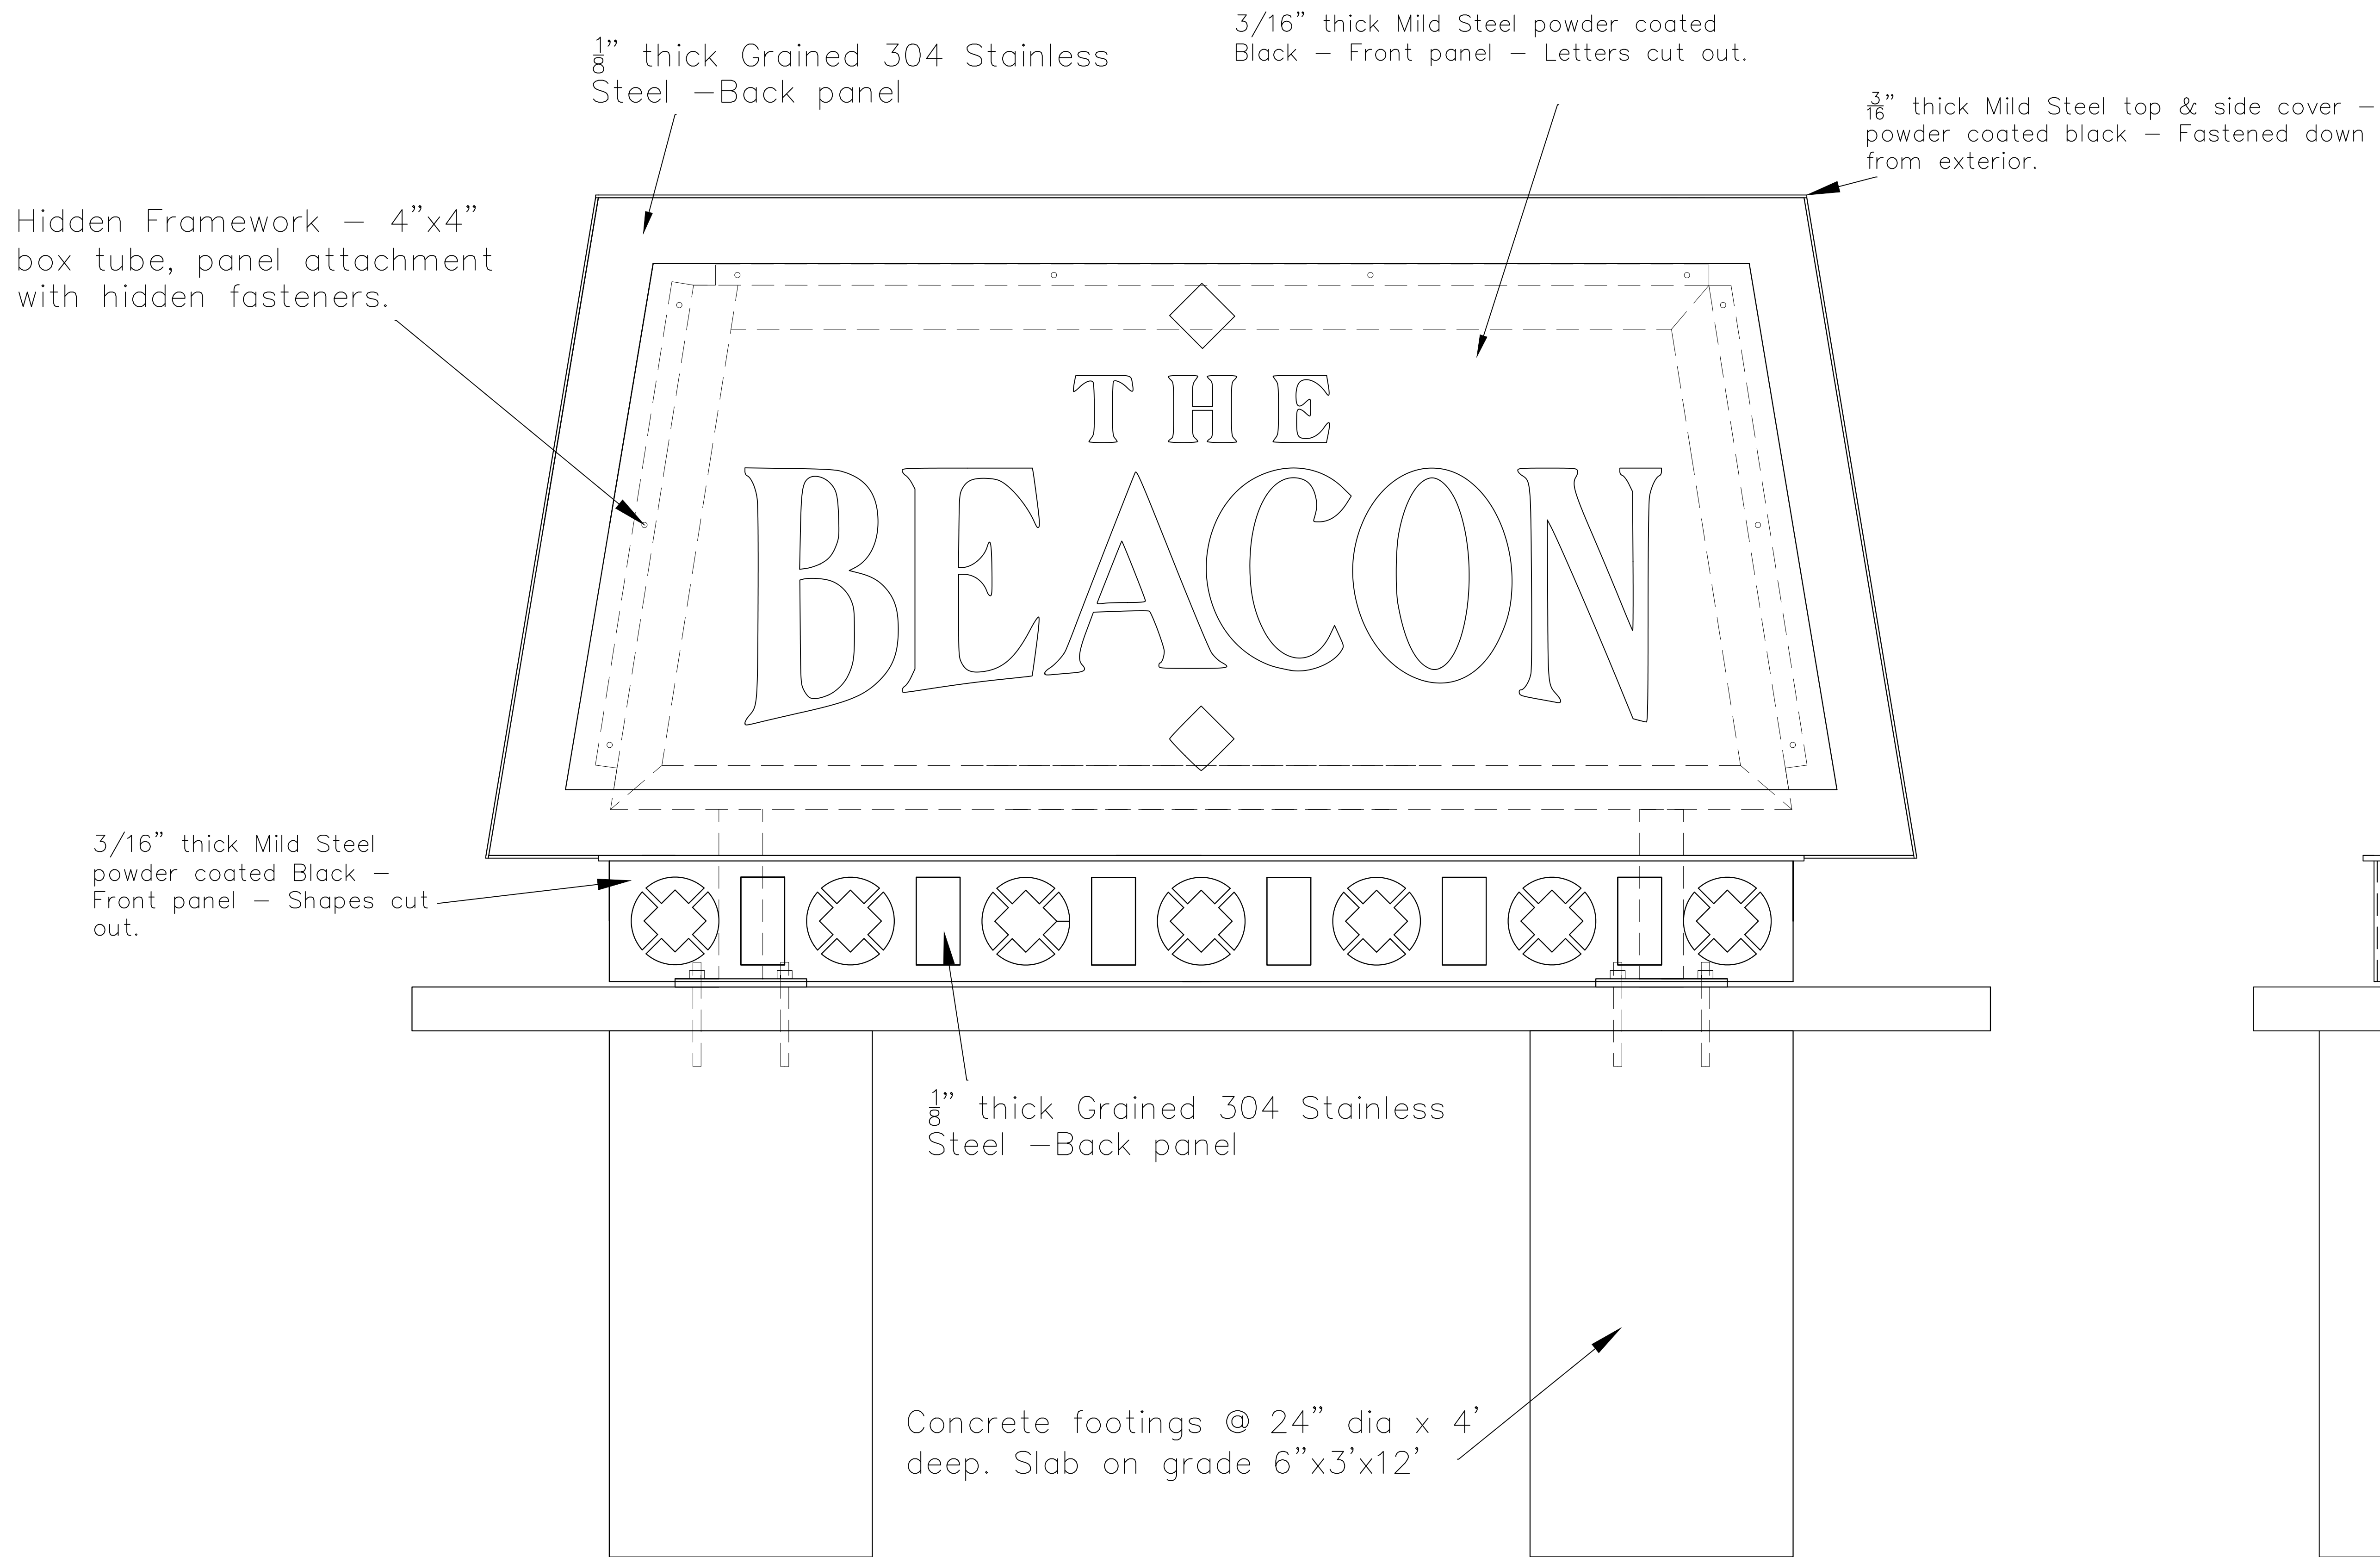 3/16" thick Mild Steel powder coated
Black - Front panel - Letters cut out.
1/8" thick Grained 304 Stainless
Steel -Back panel
3/16" thick Mild Steel top & side cover -
powder coated black - Fastened down
from exterior.
Hidden Framework - 4"x4"
box tube, panel attachment
with hidden fasteners.
THE
BEACON
3/16" thick Mild Steel
powder coated Black -
Front panel - Shapes cut
out.
1/8" thick Grained 304 Stainless
Steel -Back panel
Concrete footings @ 24" dia x 4'
deep. Slab on grade 6"x3'x12'